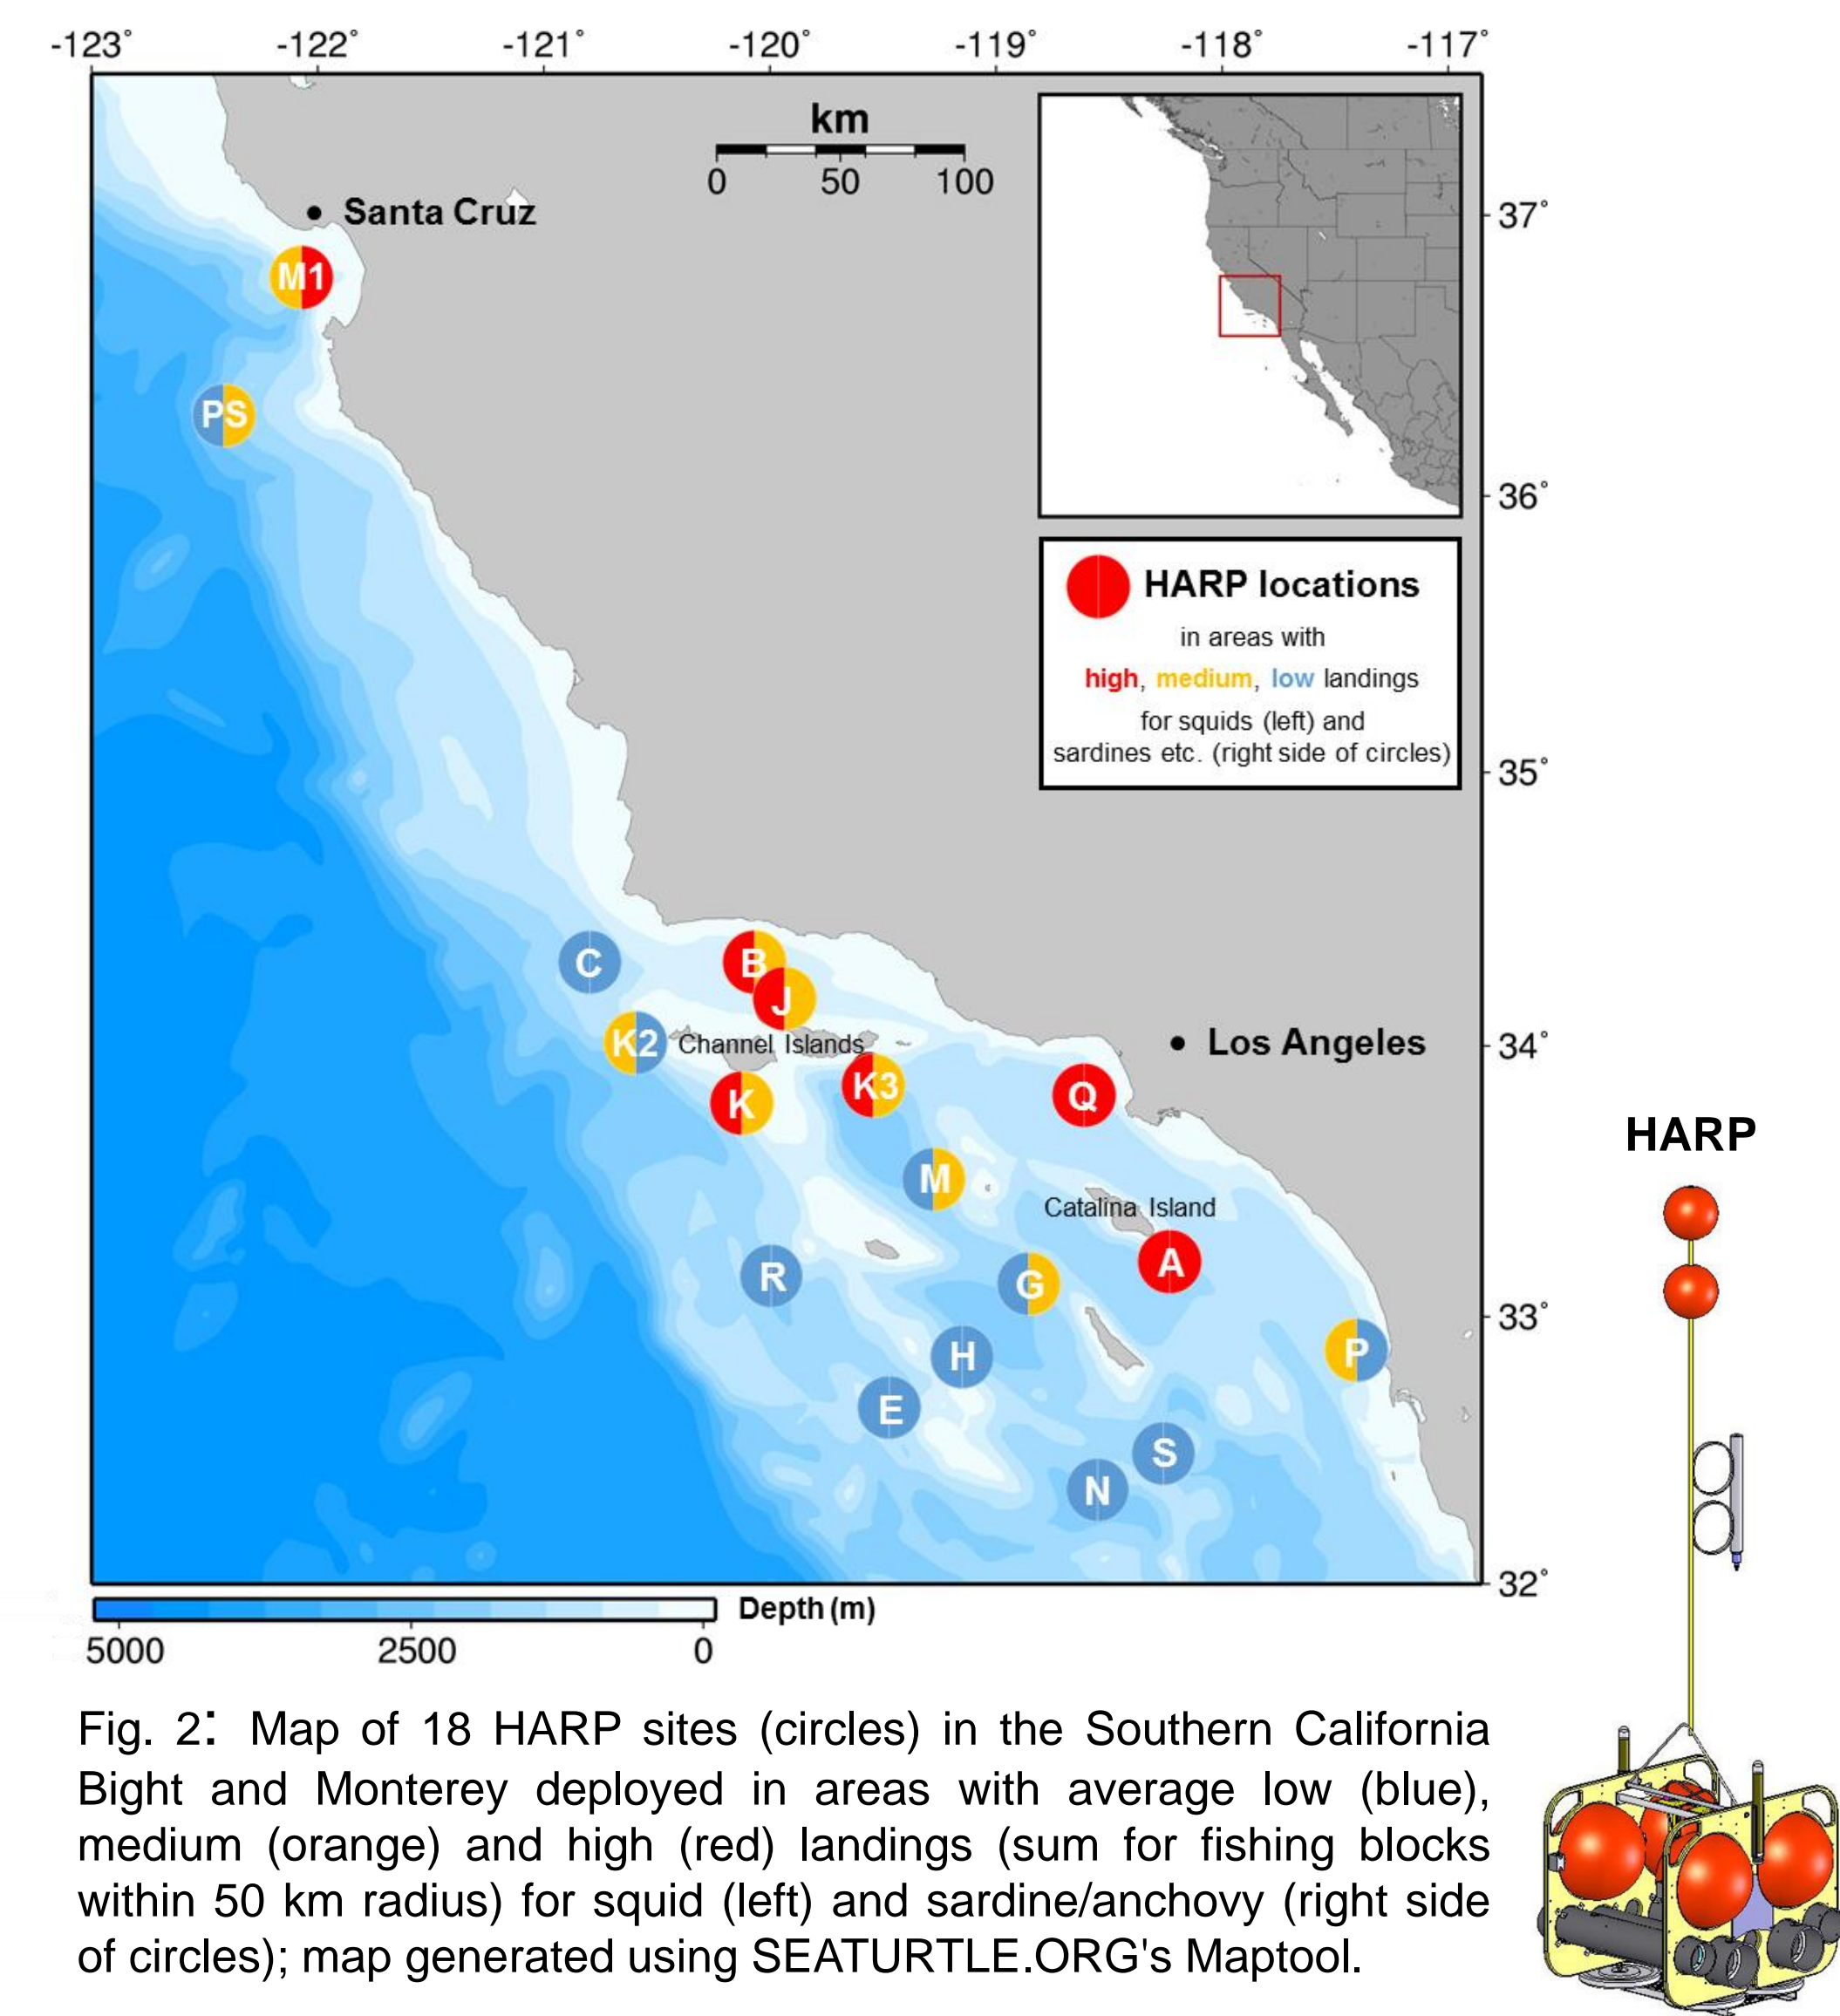 -123° -122° -121° -120° -119° -118° -117°
km
0 50 100
Santa Cruz
37°
M1
PS
36°
HARP locations
in areas with
high, medium, low landings
for squids (left) and
sardines etc. (right side of circles)
35°
C
B
J
K2
Channel Islands
Los Angeles
34°
K
K3
Q
HARP
M
Catalina Island
R
G
A
33°
H
P
E
S
N
32°
Depth (m)
5000 2500 0
Fig. 2: Map of 18 HARP sites (circles) in the Southern California
Bight and Monterey deployed in areas with average low (blue),
medium (orange) and high (red) landings (sum for fishing blocks
within 50 km radius) for squid (left) and sardine/anchovy (right side
of circles); map generated using SEATURTLE.ORG's Maptool.